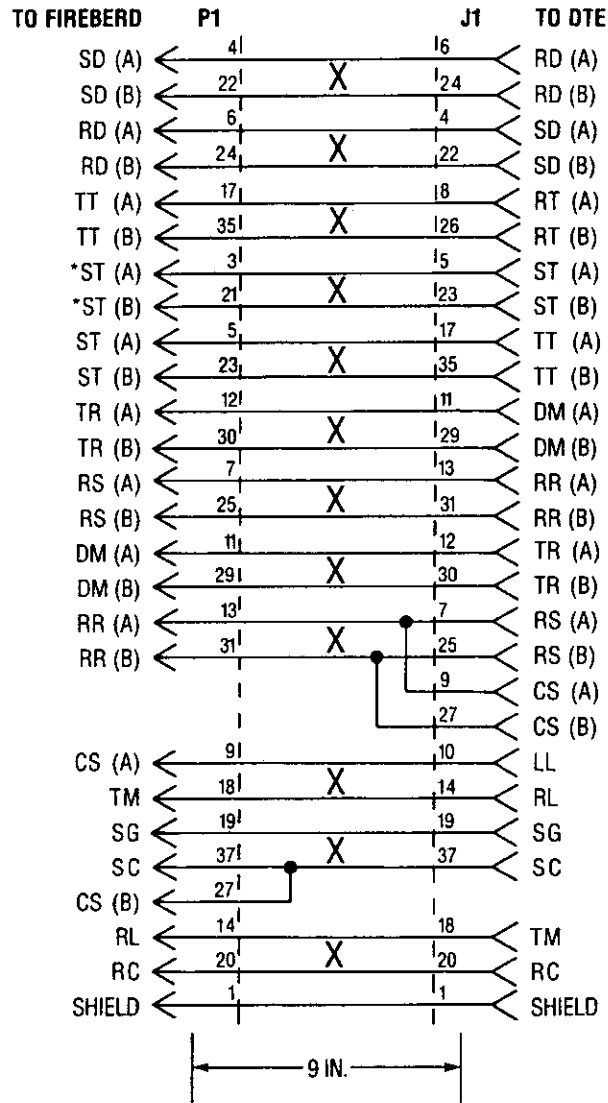 TO FIREBERD P1 J1 TO DTE
SD (A) 4 6 RD (A)
X
SD (B) 22 24 RD (B)
RD (A) 6 4 SD (A)
X
RD (B) 24 22 SD (B)
TT (A) 17 8 RT (A)
X
TT (B) 35 26 RT (B)
*ST (A) 3 5 ST (A)
X
*ST (B) 21 23 ST (B)
ST (A) 5 17 TT (A)
X
ST (B) 23 35 TT (B)
TR (A) 12 11 DM (A)
X
TR (B) 30 29 DM (B)
RS (A) 7 13 RR (A)
X
RS (B) 25 31 RR (B)
DM (A) 11 12 TR (A)
X
DM (B) 29 30 TR (B)
RR (A) 13 7 RS (A)
X
RR (B) 31 25 RS (B)
9 CS (A)
27 CS (B)
CS (A) 9 10 LL
X
TM 18 14 RL
SG 19 19 SG
X
SC 37 37 SC
CS (B) 27
RL 14 18 TM
X
RC 20 20 RC
SHIELD 1 1 SHIELD
9 IN.